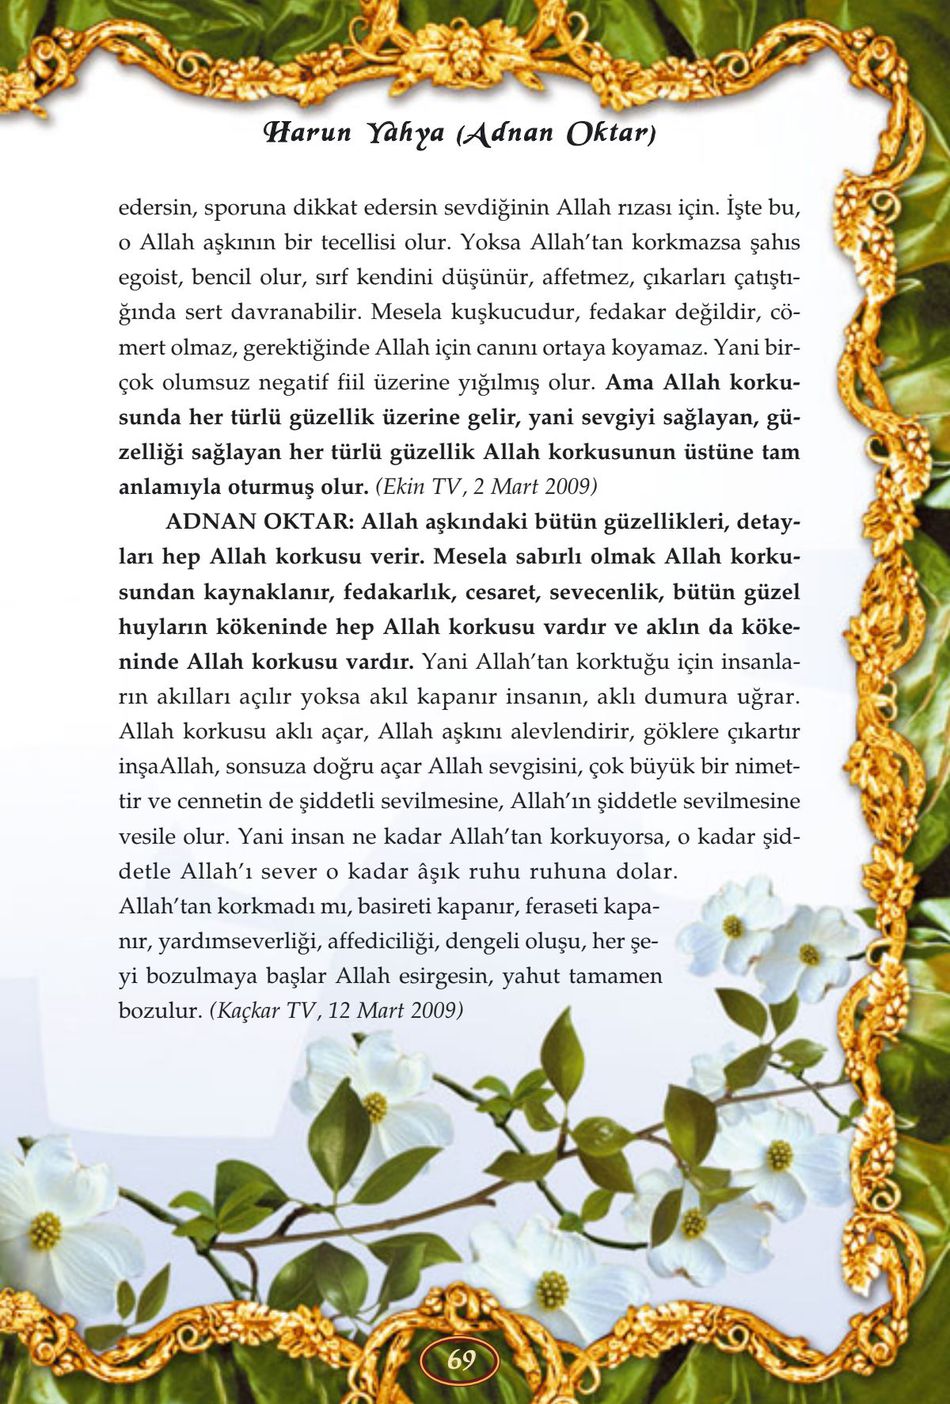 Harun Yahya (Adnan Oktar)
edersin, sporuna dikkat edersin sevdiğinin Allah rızası için. İşte bu,
o Allah aşkının bir tecellisi olur. Yoksa Allah'tan korkmazsa şahıs
egoist, bencil olur, sırf kendini düşünür, affetmez, çıkarları çatıştı-
ğında sert davranabilir. Mesela kuşkucudur, fedakar değildir, cö-
mert olmaz, gerektiğinde Allah için canını ortaya koyamaz. Yani bir-
çok olumsuz negatif fiil üzerine yığılmış olur. Ama Allah korku-
sunda her türlü güzellik üzerine gelir, yani sevgiyi sağlayan, gü-
zelliği sağlayan her türlü güzellik Allah korkusunun üstüne tam
anlamıyla oturmuş olur. (Ekin TV, 2 Mart 2009)
ADNAN OKTAR: Allah aşkındaki bütün güzellikleri, detay-
ları hep Allah korkusu verir. Mesela sabırlı olmak Allah korku-
sundan kaynaklanır, fedakarlık, cesaret, sevecenlik, bütün güzel
huyların kökeninde hep Allah korkusu vardır ve aklın da köke-
ninde Allah korkusu vardır. Yani Allah'tan korktuğu için insanla-
rın akılları açılır yoksa akıl kapanır insanın, aklı dumura uğrar.
Allah korkusu aklı açar, Allah aşkını alevlendirir, göklere çıkartır
inşaAllah, sonsuza doğru açar Allah sevgisini, çok büyük bir nimet-
tir ve cennetin de şiddetli sevilmesine, Allah'ın şiddetle sevilmesine
vesile olur. Yani insan ne kadar Allah'tan korkuyorsa, o kadar şid-
detle Allah'ı sever o kadar âşık ruhu ruhuna dolar.
Allah'tan korkmadı mı, basireti kapanır, feraseti kapa-
nır, yardımseverliği, affediciliği, dengeli oluşu, her şe-
yi bozulmaya başlar Allah esirgesin, yahut tamamen
bozulur. (Kaçkar TV, 12 Mart 2009)
69